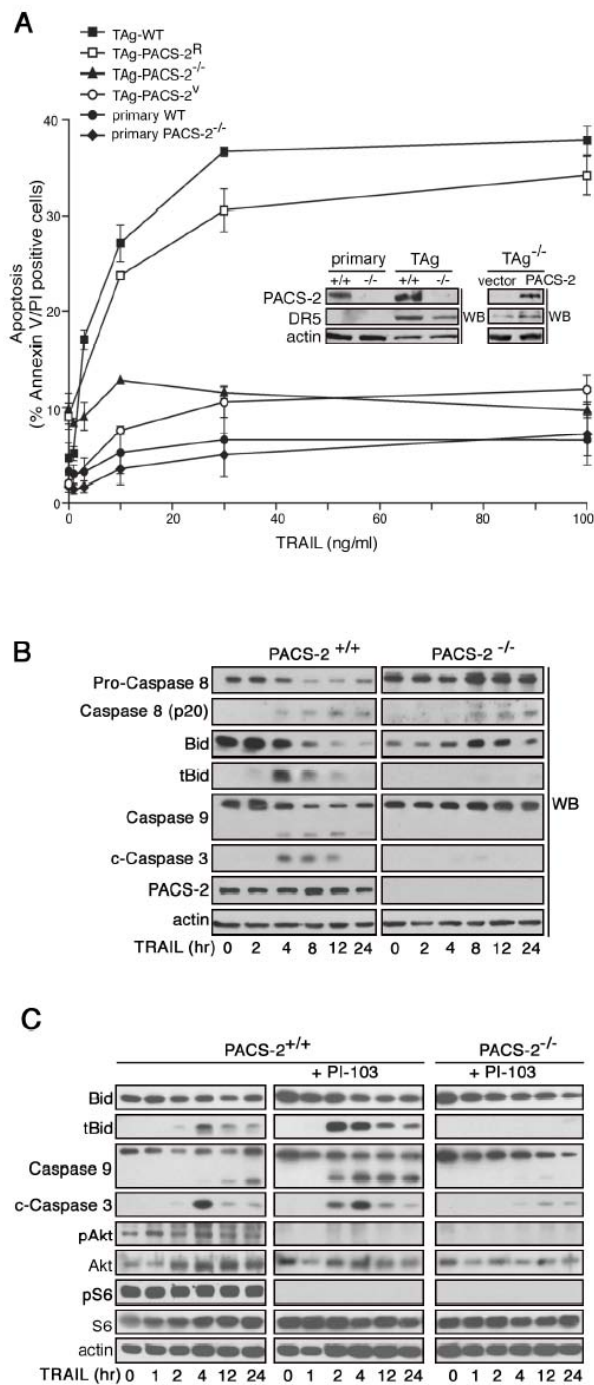 A
TAg-WT
TAg-PACS-2R
TAg-PACS-2-/-
TAg-PACS-2V
primary WT
primary PACS-2-/-
40
30
20
10
0
Apoptosis
(% Annexin V/PI positive cells)
primary TAg TAg-/-
+/+ -/- +/+ -/- vector PACS-2
PACS-2
DR5 WB WB
actin
0 20 40 60 80 100
TRAIL (ng/ml)
B
PACS-2 +/+ PACS-2 -/-
Pro-Caspase 8
Caspase 8 (p20)
Bid
tBid
Caspase 9 WB
c-Caspase 3
PACS-2
actin
TRAIL (hr) 0 2 4 8 12 24 0 2 4 8 12 24
C
PACS-2+/+ PACS-2-/-
+ PI-103 + PI-103
Bid
tBid
Caspase 9
c-Caspase 3
pAkt
Akt
pS6
S6
actin
TRAIL (hr) 0 1 2 4 12 24 0 1 2 4 12 24 0 1 2 4 12 24